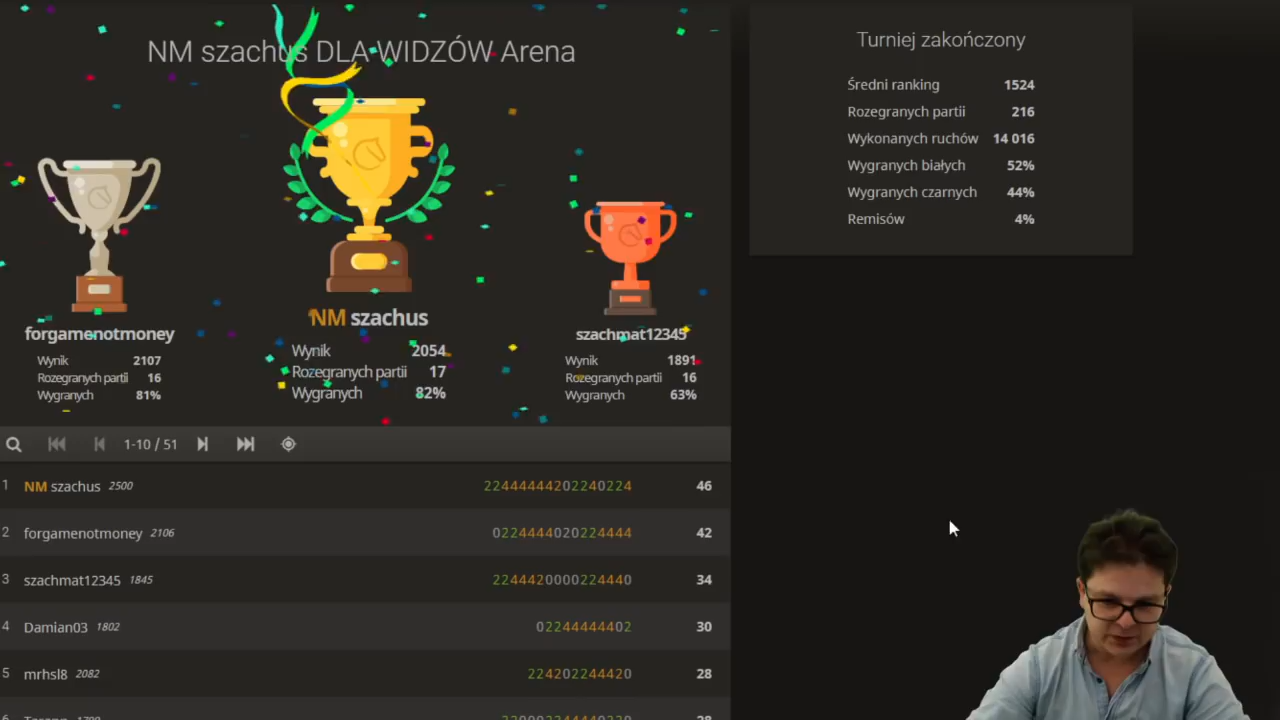 NM szachus DLA WIDZÓW Arena
forgamenotmoney
Wynik 2107
Rozegranych partii 16
Wygranych 81%
NM szachus
Wynik 2054
Rozegranych partii 17
Wygranych 82%
szachmat12345
Wynik 1891
Rozegranych partii 16
Wygranych 63%
1-10 / 51
1 NM szachus 2500 22444444202240224 46
2 forgamenotmoney 2106 0224444020224444 42
3 szachmat12345 1845 2244420000224440 34
4 Damian03 1802 02244444402 30
5 mrhsl8 2082 224202244420 28
Turniej zakończony
Średni ranking 1524
Rozegranych partii 216
Wykonanych ruchów 14 016
Wygranych białych 52%
Wygranych czarnych 44%
Remisów 4%